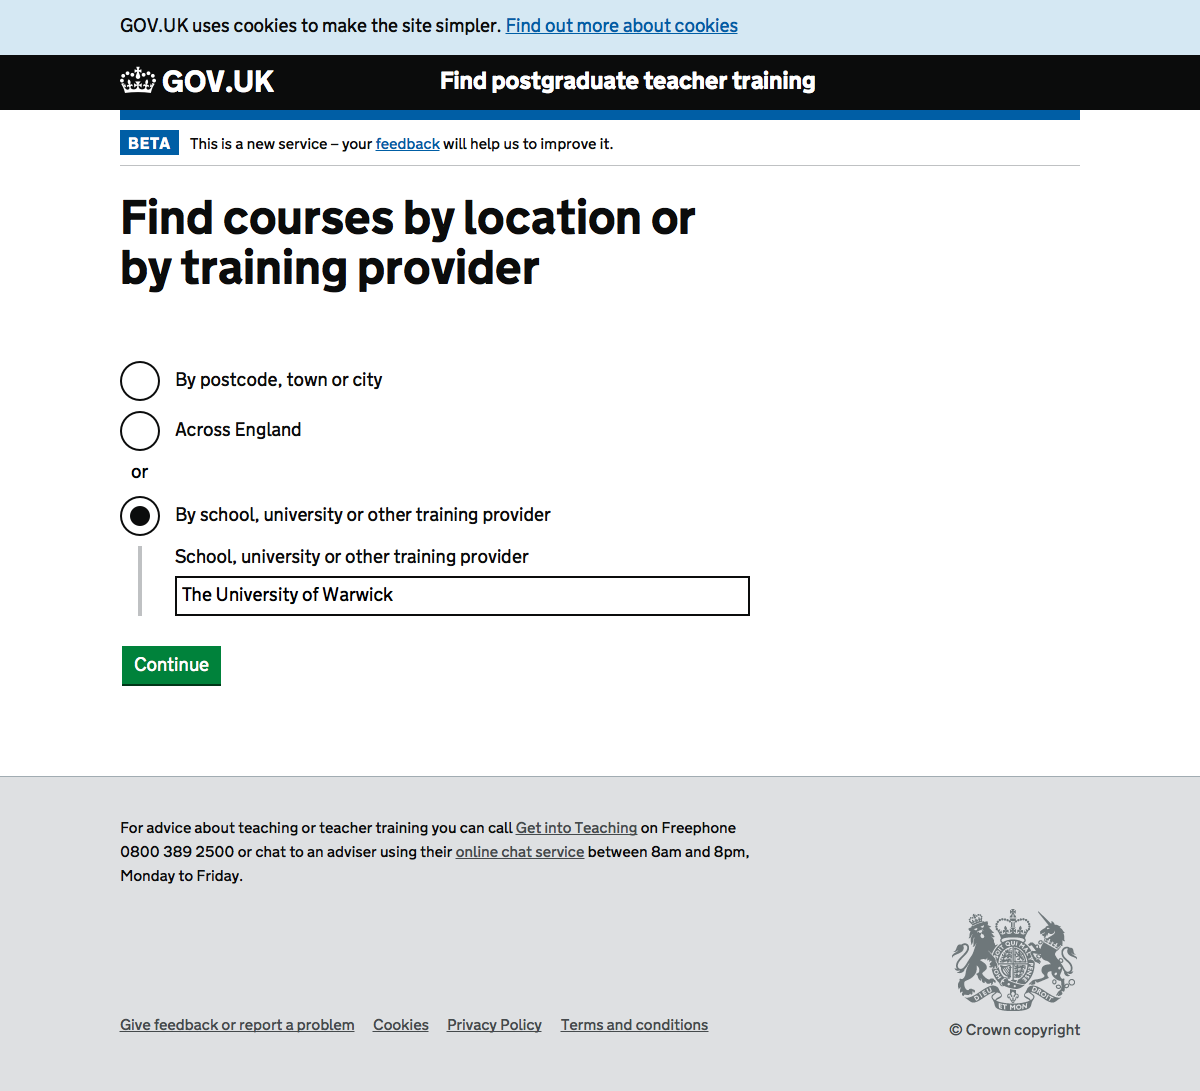 GOV.UK uses cookies to make the site simpler. Find out more about cookies
GOV.UK
Find postgraduate teacher training
BETA This is a new service – your feedback will help us to improve it.
Find courses by location or
by training provider
By postcode, town or city
Across England
or
By school, university or other training provider
School, university or other training provider
The University of Warwick
Continue
For advice about teaching or teacher training you can call Get into Teaching on Freephone
0800 389 2500 or chat to an adviser using their online chat service between 8am and 8pm,
Monday to Friday.
DIEU ET MON DROIT
Give feedback or report a problem Cookies Privacy Policy Terms and conditions
© Crown copyright